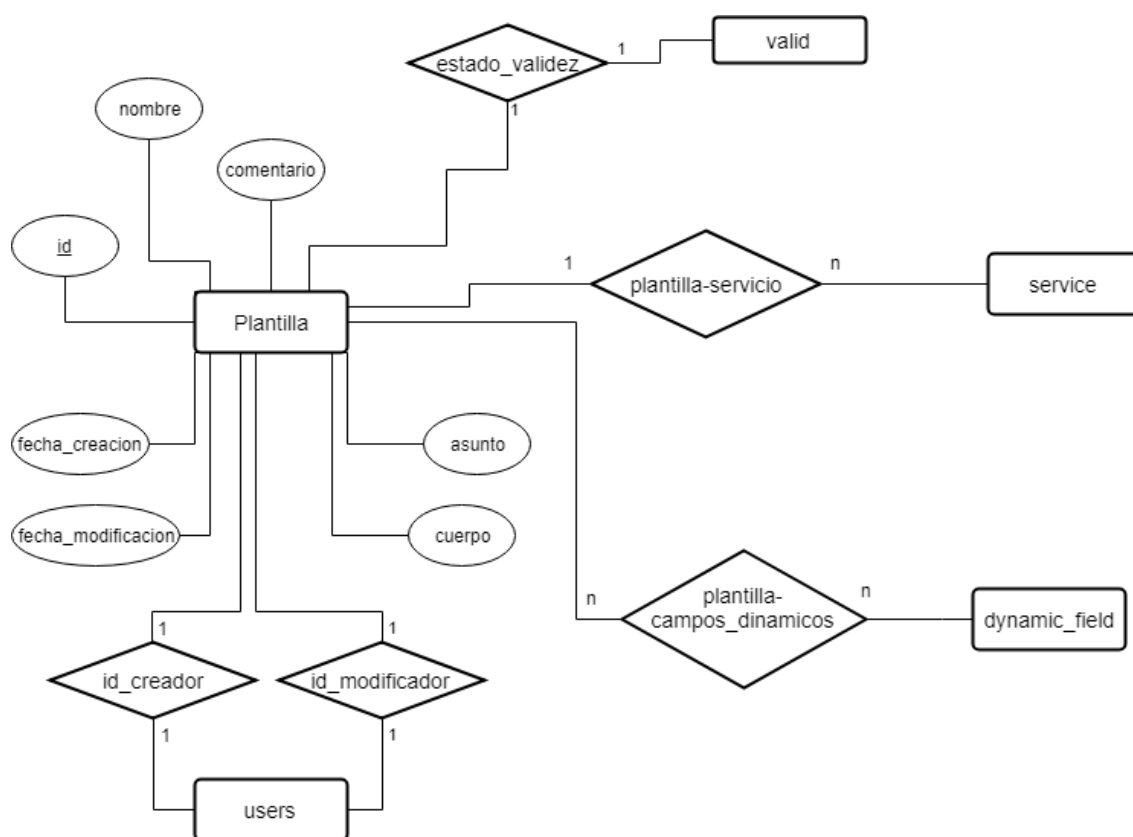 valid
1
estado_validez
1
nombre
comentario
id
1
plantilla-servicio
n
service
Plantilla
fecha_creacion
asunto
fecha_modificacion
cuerpo
n
plantilla-
campos_dinamicos
n
dynamic_field
1
1
id_creador
id_modificador
1
1
users